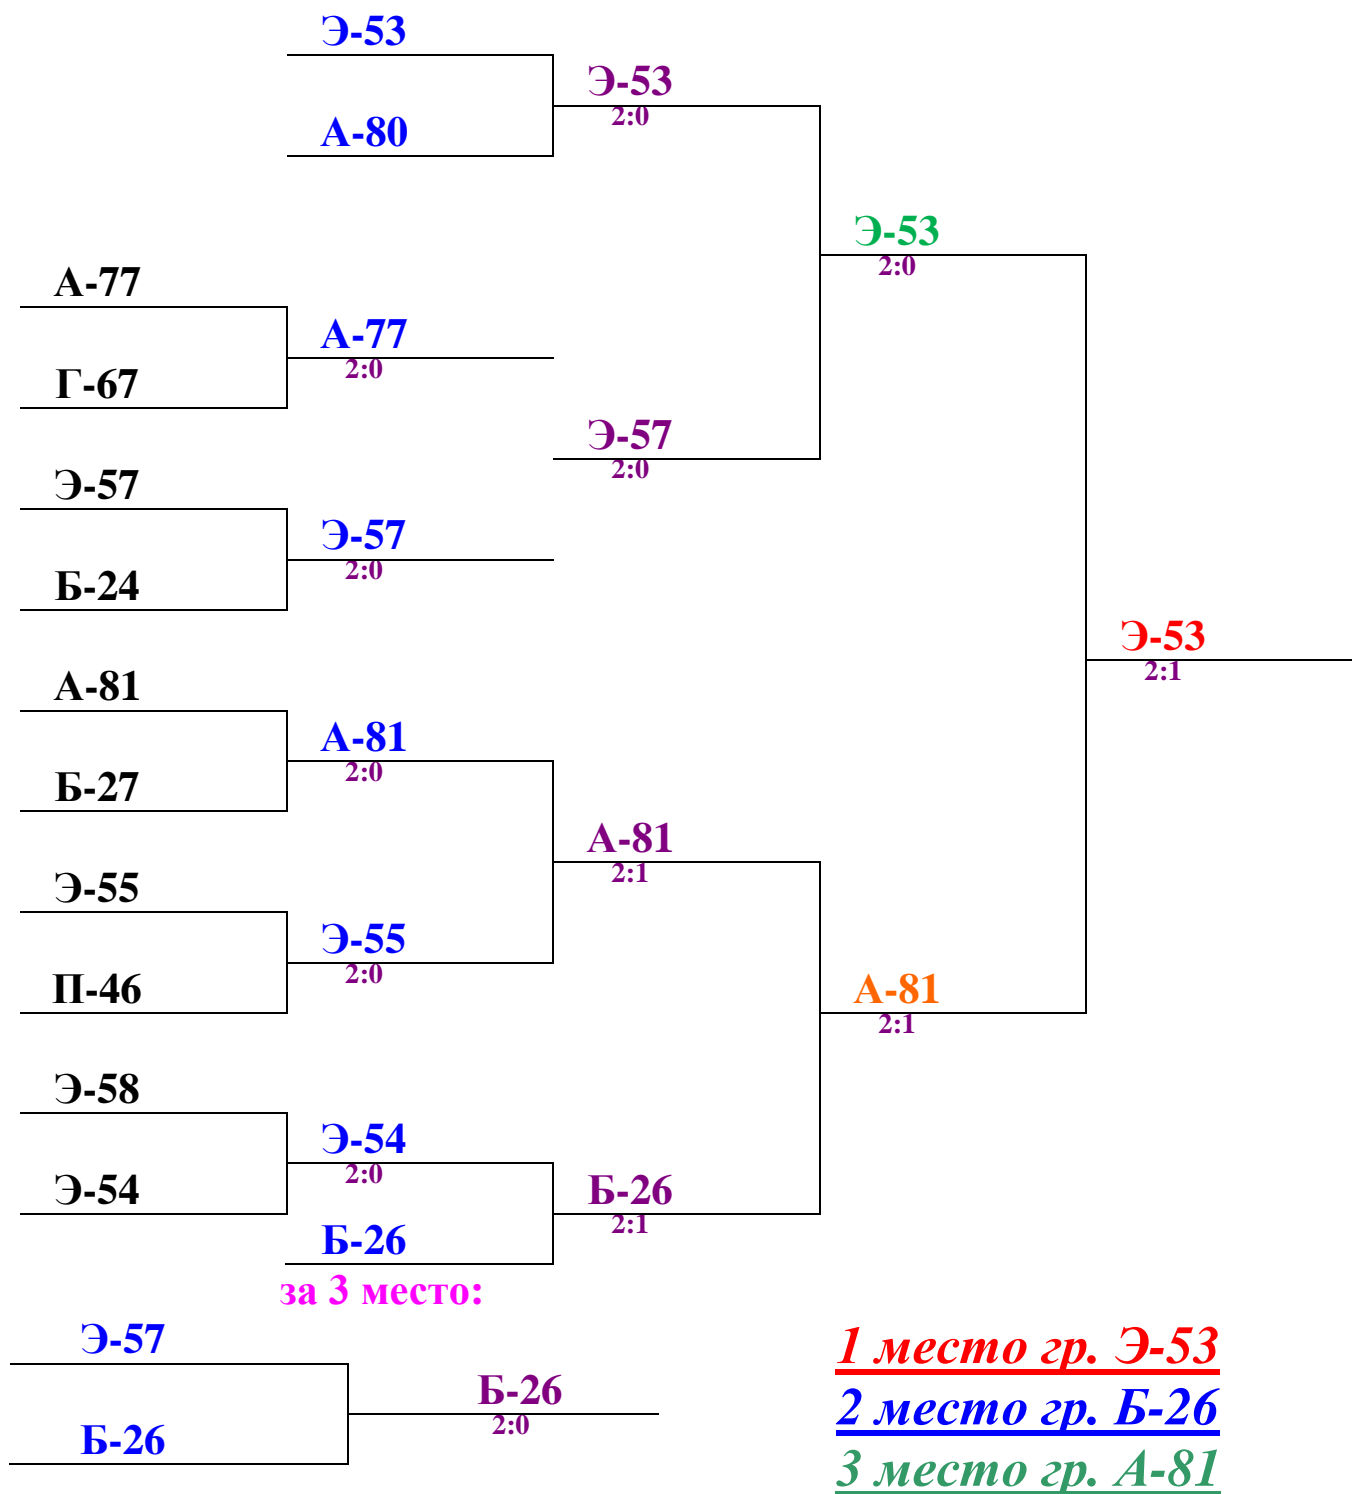 Э-53
Э-53
2:0
А-80
Э-53
2:0
А-77
А-77
2:0
Г-67
Э-57
2:0
Э-57
Э-57
2:0
Б-24
Э-53
2:1
А-81
А-81
2:0
Б-27
А-81
2:1
Э-55
Э-55
2:0
П-46
А-81
2:1
Э-58
Э-54
2:0
Э-54
Б-26
2:1
Б-26
за 3 место:
Э-57
Б-26
2:0
Б-26
1 место гр. Э-53
2 место гр. Б-26
3 место гр. А-81